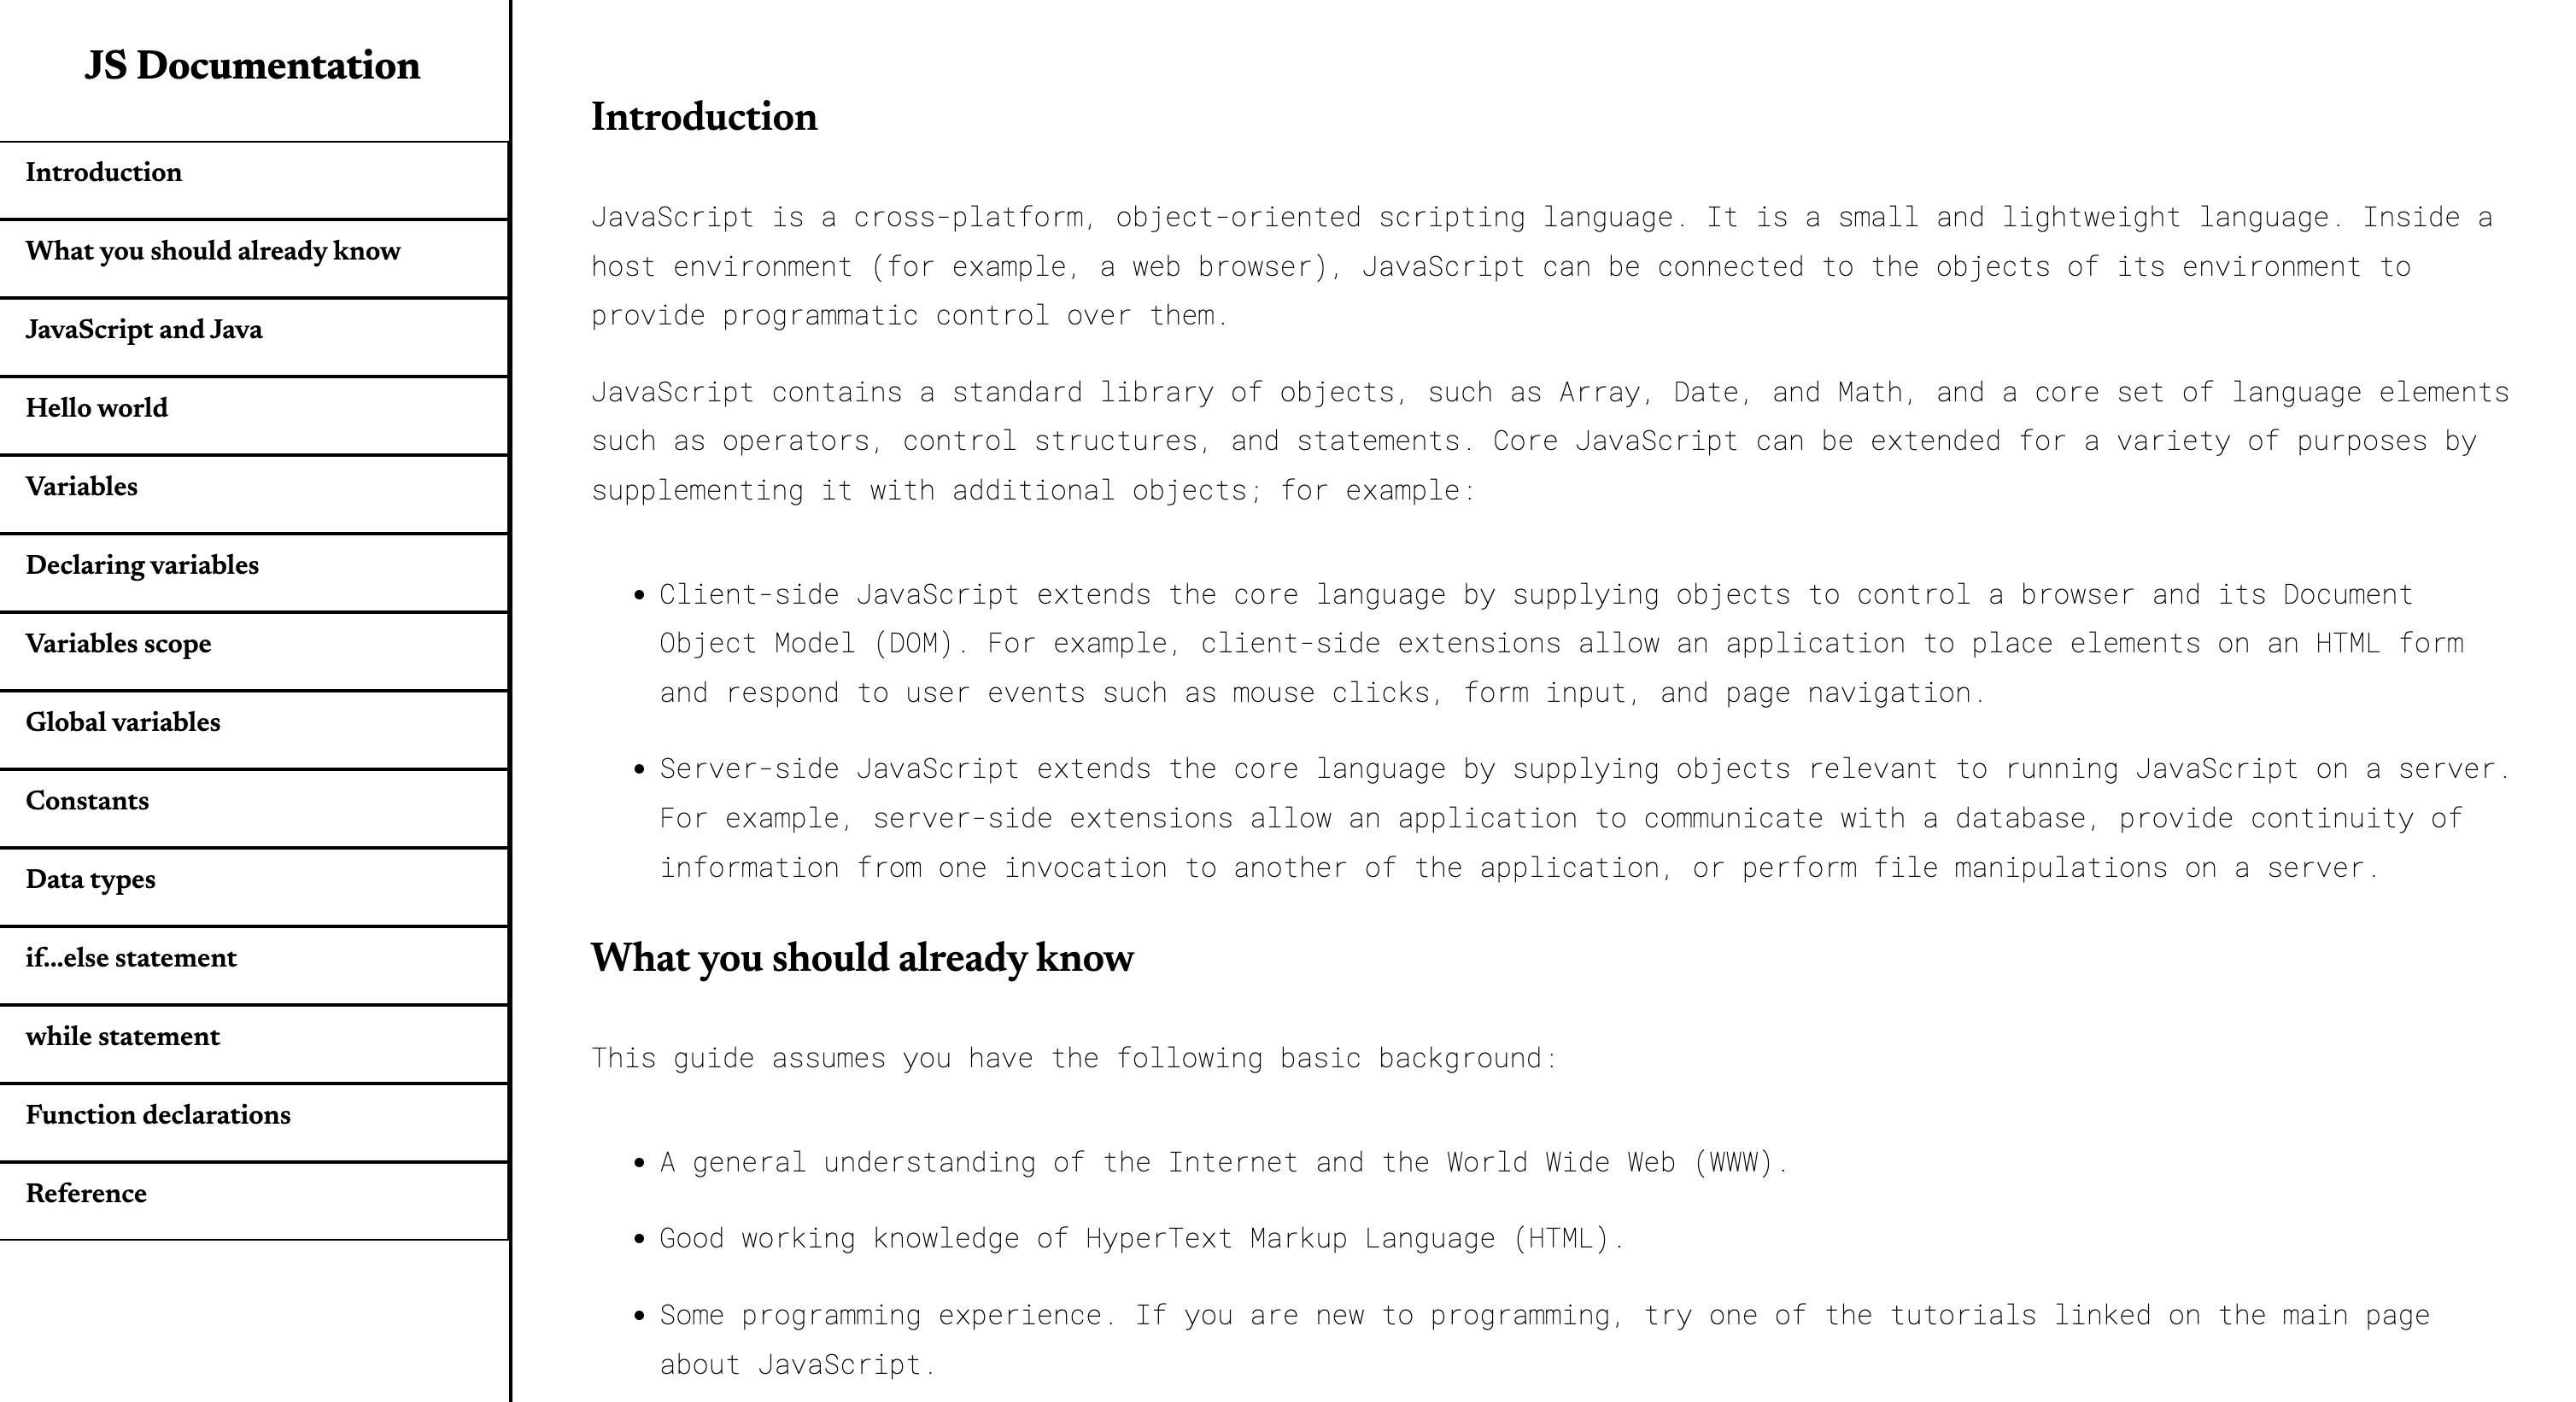 JS Documentation
Introduction
What you should already know
JavaScript and Java
Hello world
Variables
Declaring variables
Variables scope
Global variables
Constants
Data types
if...else statement
while statement
Function declarations
Reference
Introduction
JavaScript is a cross-platform, object-oriented scripting language. It is a small and lightweight language. Inside a
host environment (for example, a web browser), JavaScript can be connected to the objects of its environment to
provide programmatic control over them.
JavaScript contains a standard library of objects, such as Array, Date, and Math, and a core set of language elements
such as operators, control structures, and statements. Core JavaScript can be extended for a variety of purposes by
supplementing it with additional objects; for example:
• Client-side JavaScript extends the core language by supplying objects to control a browser and its Document
Object Model (DOM). For example, client-side extensions allow an application to place elements on an HTML form
and respond to user events such as mouse clicks, form input, and page navigation.
• Server-side JavaScript extends the core language by supplying objects relevant to running JavaScript on a server.
For example, server-side extensions allow an application to communicate with a database, provide continuity of
information from one invocation to another of the application, or perform file manipulations on a server.
What you should already know
This guide assumes you have the following basic background:
• A general understanding of the Internet and the World Wide Web (WWW).
• Good working knowledge of HyperText Markup Language (HTML).
• Some programming experience. If you are new to programming, try one of the tutorials linked on the main page
about JavaScript.